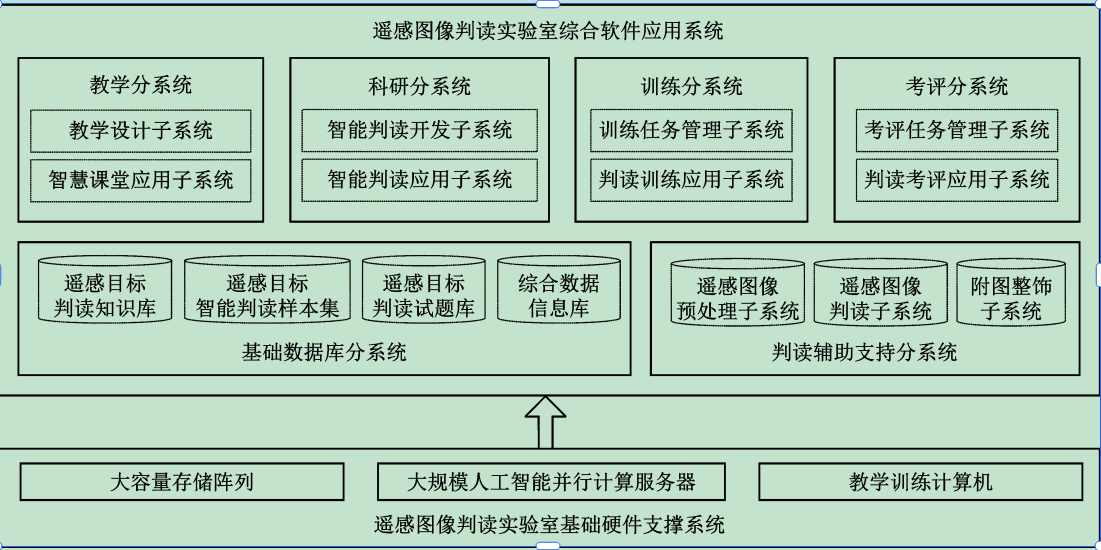 遥感图像判读实验室综合软件应用系统
教学分系统
教学设计子系统
智慧课堂应用子系统
科研分系统
智能判读开发子系统
智能判读应用子系统
训练分系统
训练任务管理子系统
判读训练应用子系统
考评分系统
考评任务管理子系统
判读考评应用子系统
遥感目标
判读知识库
遥感目标
智能判读样本集
遥感目标
判读试题库
综合数据
信息库
基础数据库分系统
遥感图像
预处理子系统
遥感图像
判读子系统
附图整饰
子系统
判读辅助支持分系统
大容量存储阵列
大规模人工智能并行计算服务器
教学训练计算机
遥感图像判读实验室基础硬件支撑系统